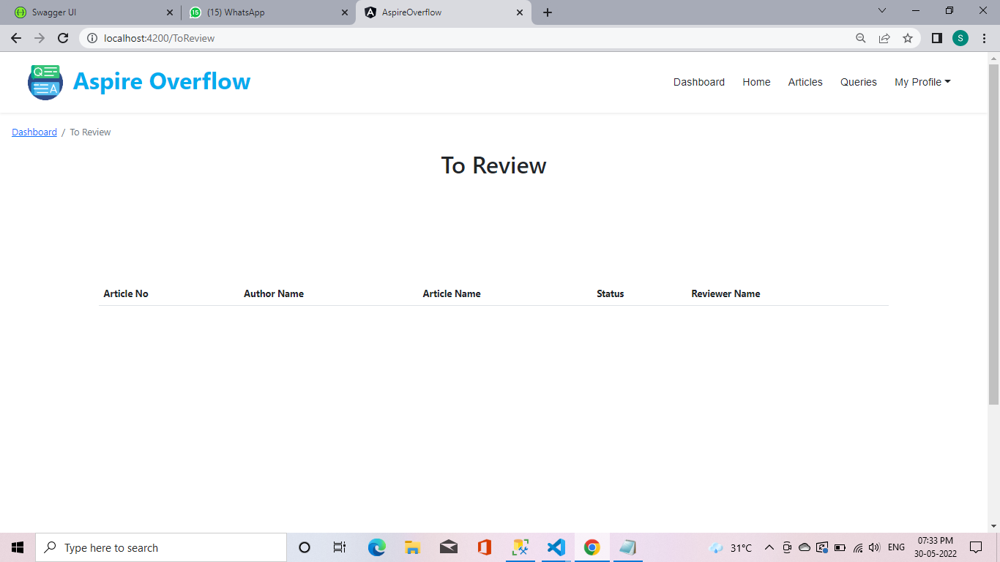 Swagger UI
15
(15) WhatsApp
AspireOverflow
localhost:4200/ToReview
S
Q
A
Aspire Overflow
Dashboard Home Articles Queries My Profile
Dashboard / To Review
To Review
Article No Author Name Article Name Status Reviewer Name
Type here to search
31°C
ENG
07:33 PM
30-05-2022